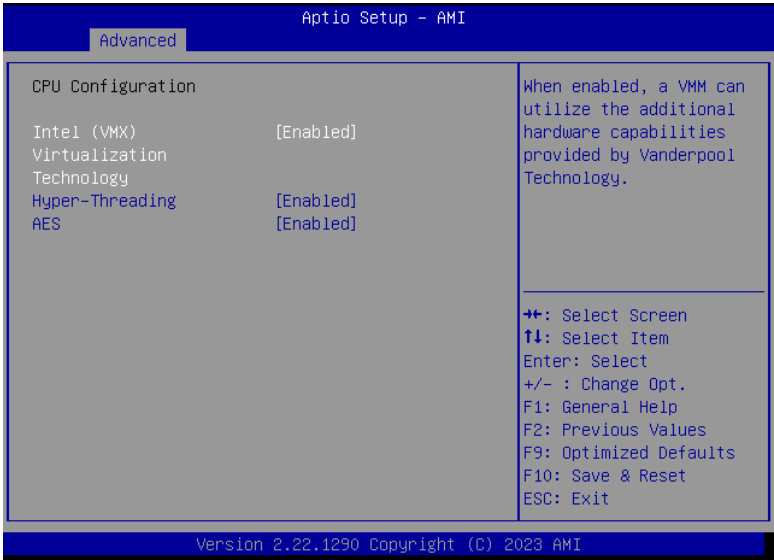 Aptio Setup – AMI
Advanced
CPU Configuration
Intel (VMX) [Enabled]
Virtualization
Technology
Hyper-Threading [Enabled]
AES [Enabled]
When enabled, a VMM can
utilize the additional
hardware capabilities
provided by Vanderpool
Technology.
→←: Select Screen
↑↓: Select Item
Enter: Select
+/- : Change Opt.
F1: General Help
F2: Previous Values
F9: Optimized Defaults
F10: Save & Reset
ESC: Exit
Version 2.22.1290 Copyright (C) 2023 AMI